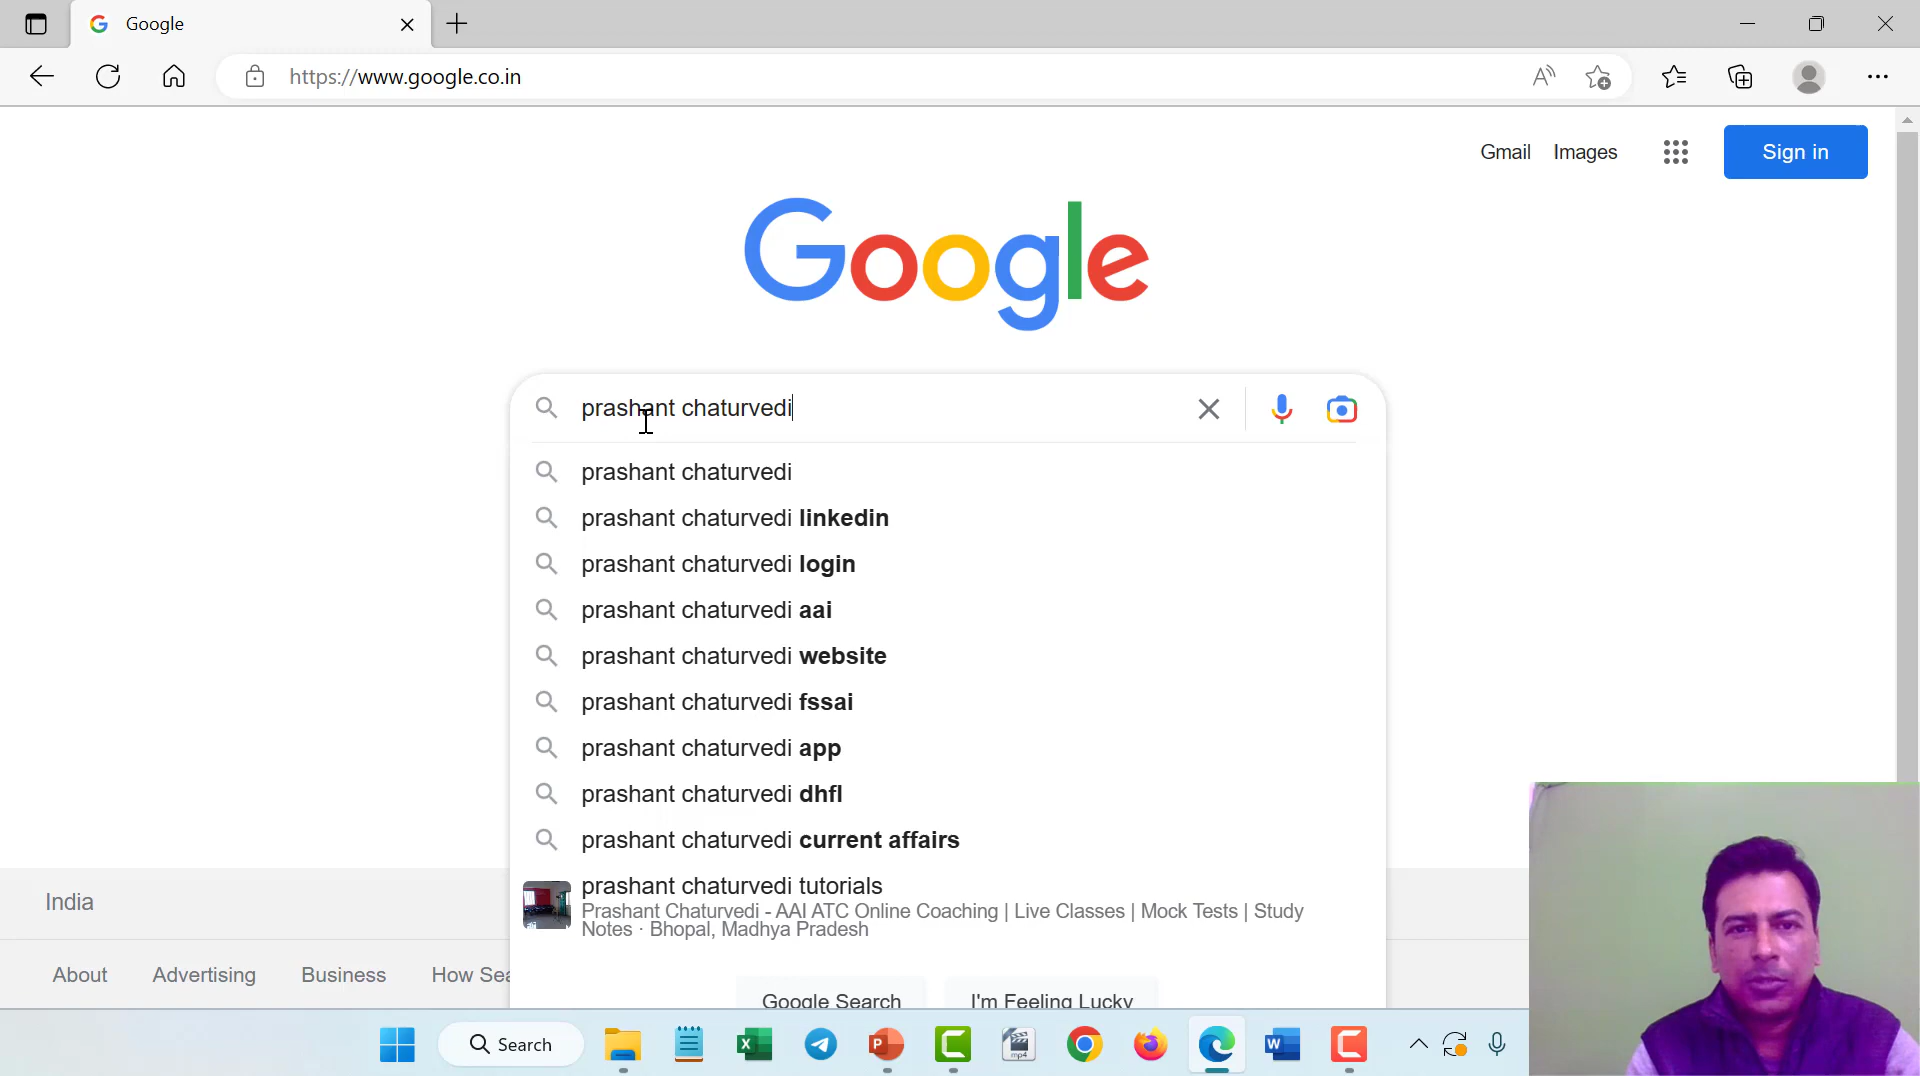 Google
https://www.google.co.in
Gmail Images Sign in
Google
prashant chaturvedi
prashant chaturvedi
prashant chaturvedi linkedin
prashant chaturvedi login
prashant chaturvedi aai
prashant chaturvedi website
prashant chaturvedi fssai
prashant chaturvedi app
prashant chaturvedi dhfl
prashant chaturvedi current affairs
prashant chaturvedi tutorials
Prashant Chaturvedi - AAI ATC Online Coaching | Live Classes | Mock Tests | Study
Notes · Bhopal, Madhya Pradesh
India
About Advertising Business How Sea
Google Search I'm Feeling Lucky
Search
mp4